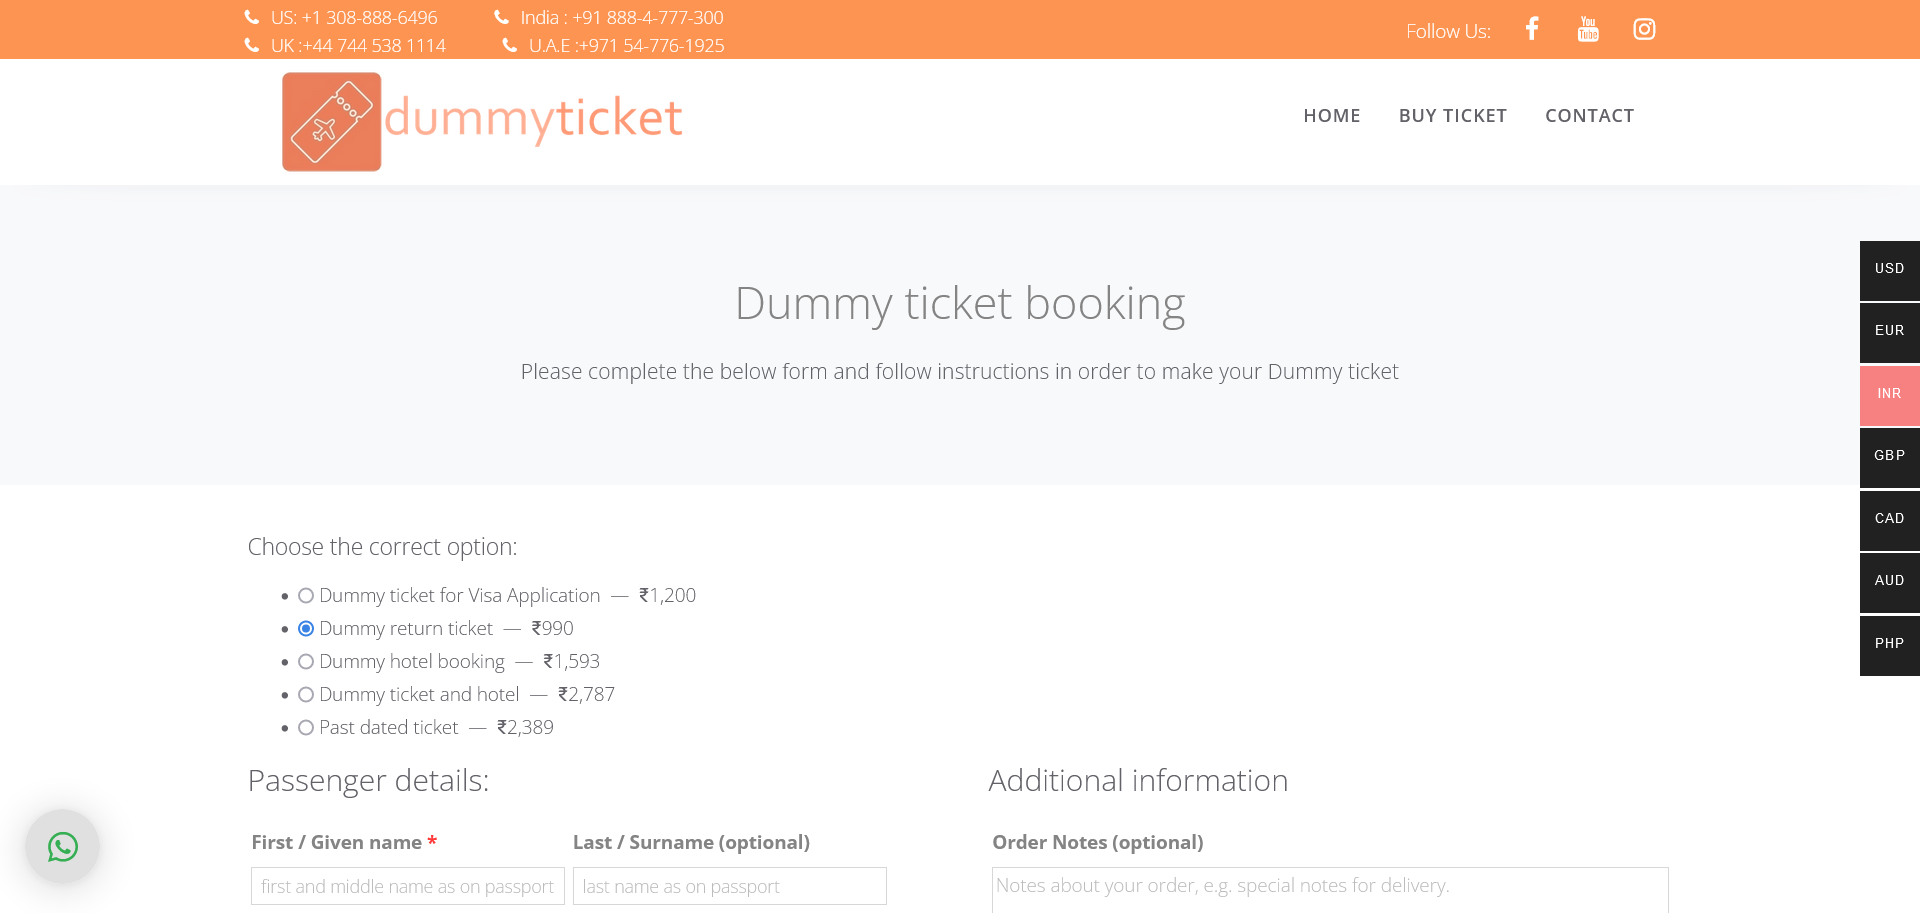 US: +1 308-888-6496
India : +91 888-4-777-300
UK :+44 744 538 1114
U.A.E :+971 54-776-1925
Follow Us:
You
Tube
dummyticket
HOME
BUY TICKET
CONTACT
Dummy ticket booking
Please complete the below form and follow instructions in order to make your Dummy ticket
USD
EUR
INR
GBP
CAD
AUD
PHP
Choose the correct option:
Dummy ticket for Visa Application — ₹1,200
Dummy return ticket — ₹990
Dummy hotel booking — ₹1,593
Dummy ticket and hotel — ₹2,787
Past dated ticket — ₹2,389
Passenger details:
Additional information
First / Given name *
Last / Surname (optional)
Order Notes (optional)
first and middle name as on passport
last name as on passport
Notes about your order, e.g. special notes for delivery.